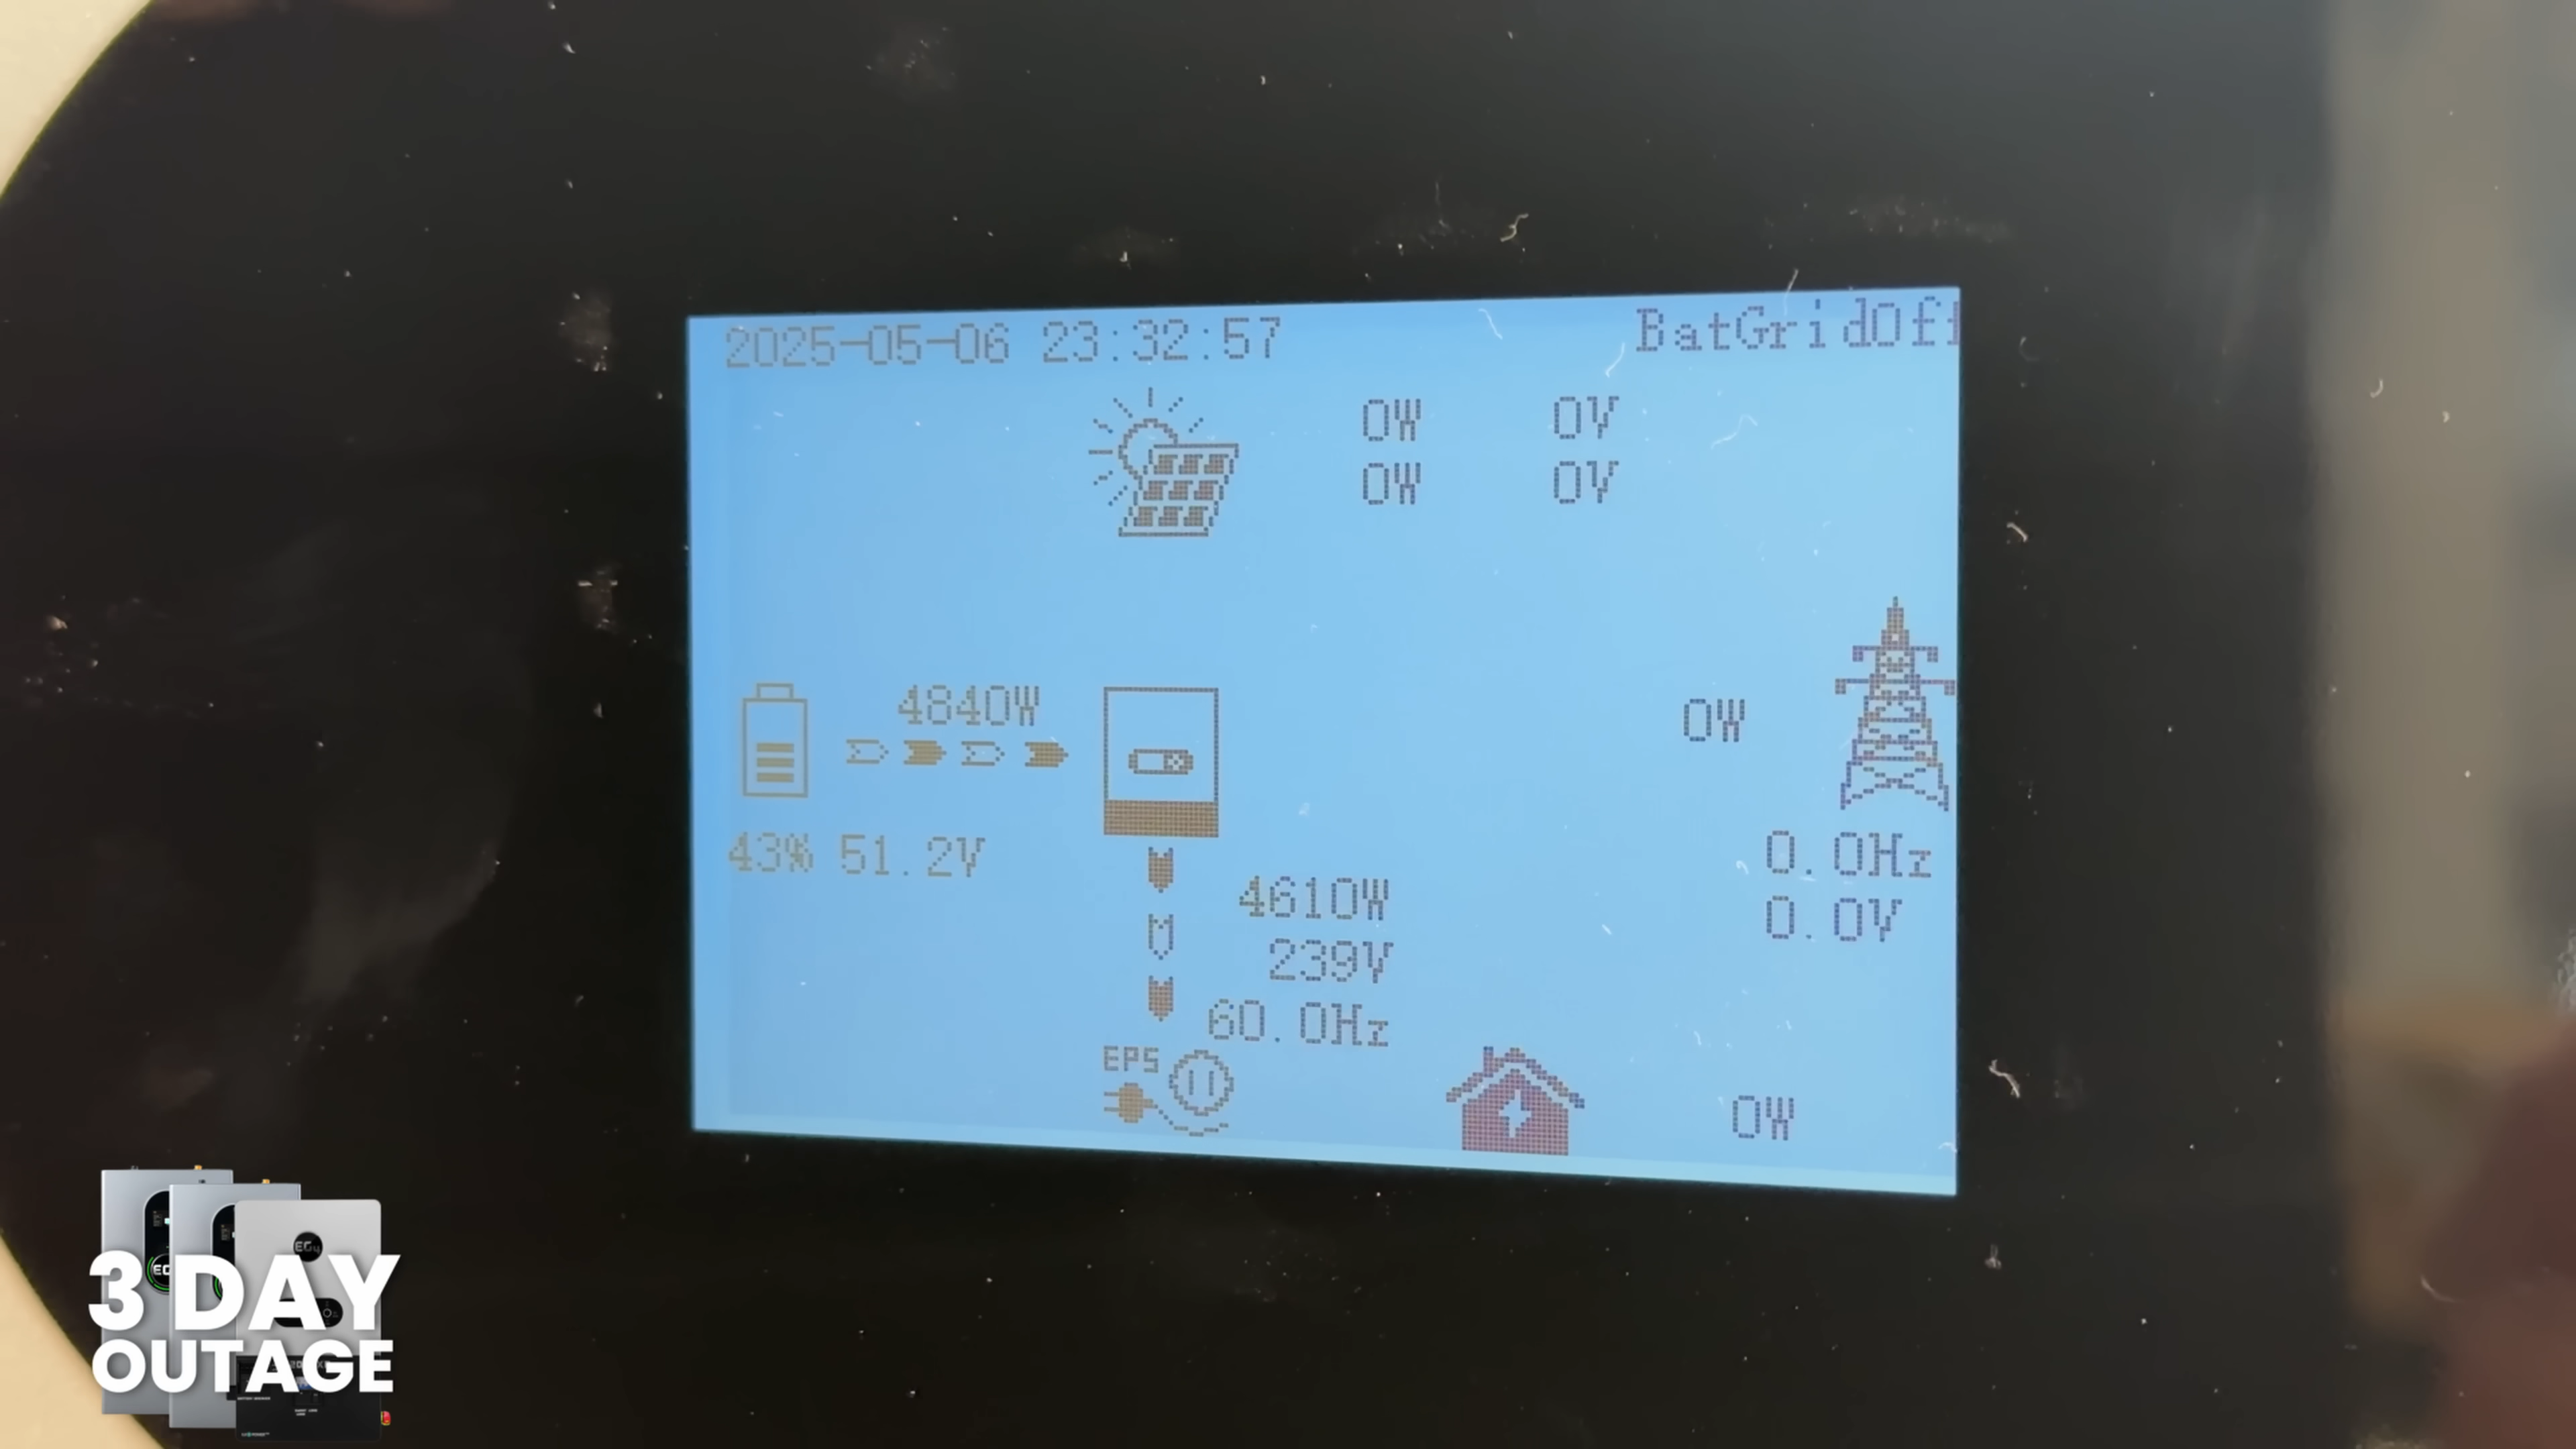 2025-05-06 23:32:57
BatGridOff
0W 0V
0W 0V
4840W
0W
43% 51.2V
0.0Hz
4610W
0.0V
239V
60.0Hz
EPS
0W
EG4
3 DAY
OUTAGE